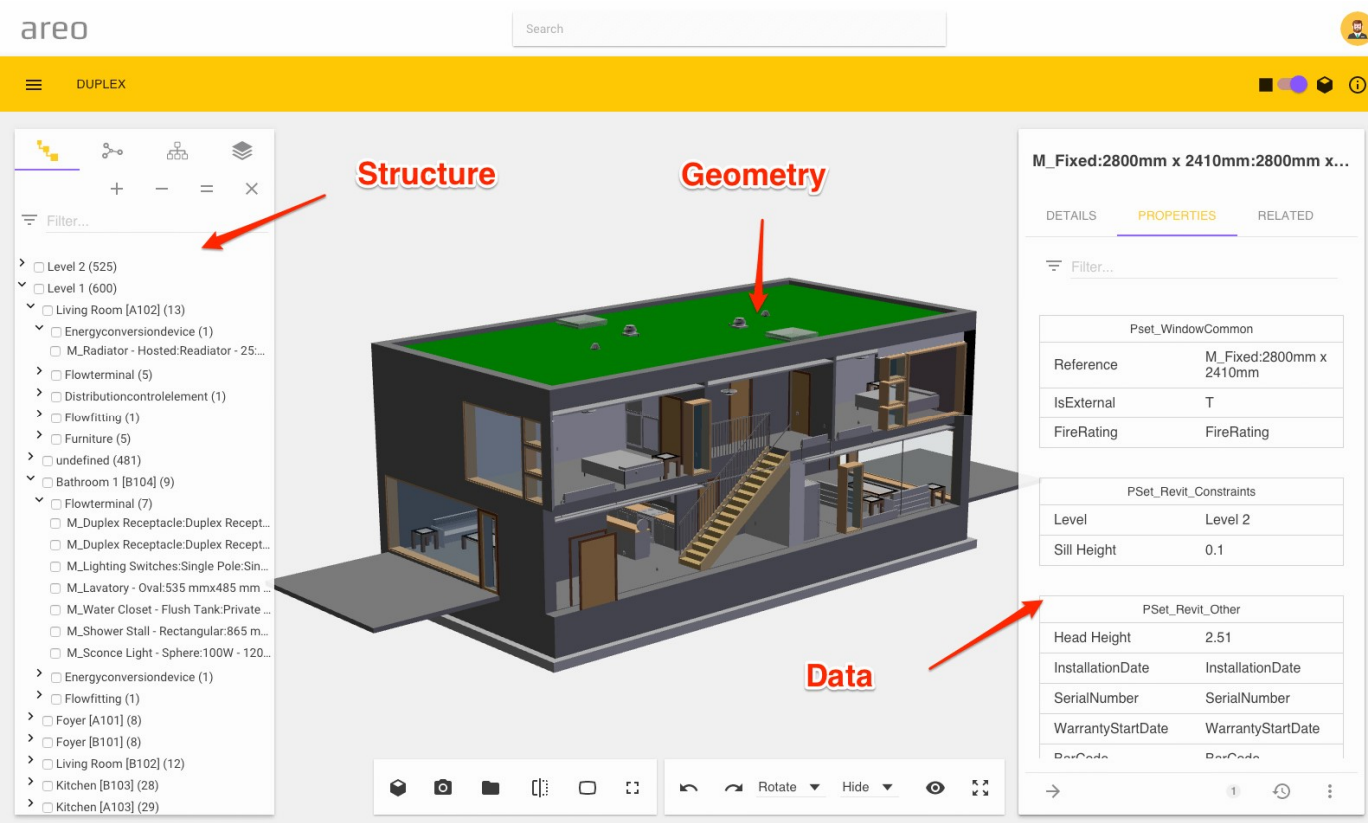 areo
Search
DUPLEX
Structure
Geometry
Data
Filter...
Level 2 (525)
Level 1 (600)
Living Room [A102] (13)
Energyconversiondevice (1)
M_Radiator - Hosted:Readiator - 25:...
Flowterminal (5)
Distributioncontrolelement (1)
Flowfitting (1)
Furniture (5)
undefined (481)
Bathroom 1 [B104] (9)
Flowterminal (7)
M_Duplex Receptacle:Duplex Recept...
M_Duplex Receptacle:Duplex Recept...
M_Lighting Switches:Single Pole:Sin...
M_Lavatory - Oval:535 mmx485 mm ...
M_Water Closet - Flush Tank:Private ...
M_Shower Stall - Rectangular:865 m...
M_Sconce Light - Sphere:100W - 120...
Energyconversiondevice (1)
Flowfitting (1)
Foyer [A101] (8)
Foyer [B101] (8)
Living Room [B102] (12)
Kitchen [B103] (28)
Kitchen [A103] (29)
Rotate
Hide
M_Fixed:2800mm x 2410mm:2800mm x...
DETAILS PROPERTIES RELATED
Filter...
Pset_WindowCommon
Reference M_Fixed:2800mm x
2410mm
IsExternal T
FireRating FireRating
PSet_Revit_Constraints
Level Level 2
Sill Height 0.1
PSet_Revit_Other
Head Height 2.51
InstallationDate InstallationDate
SerialNumber SerialNumber
WarrantyStartDate WarrantyStartDate
BarCode BarCode
1